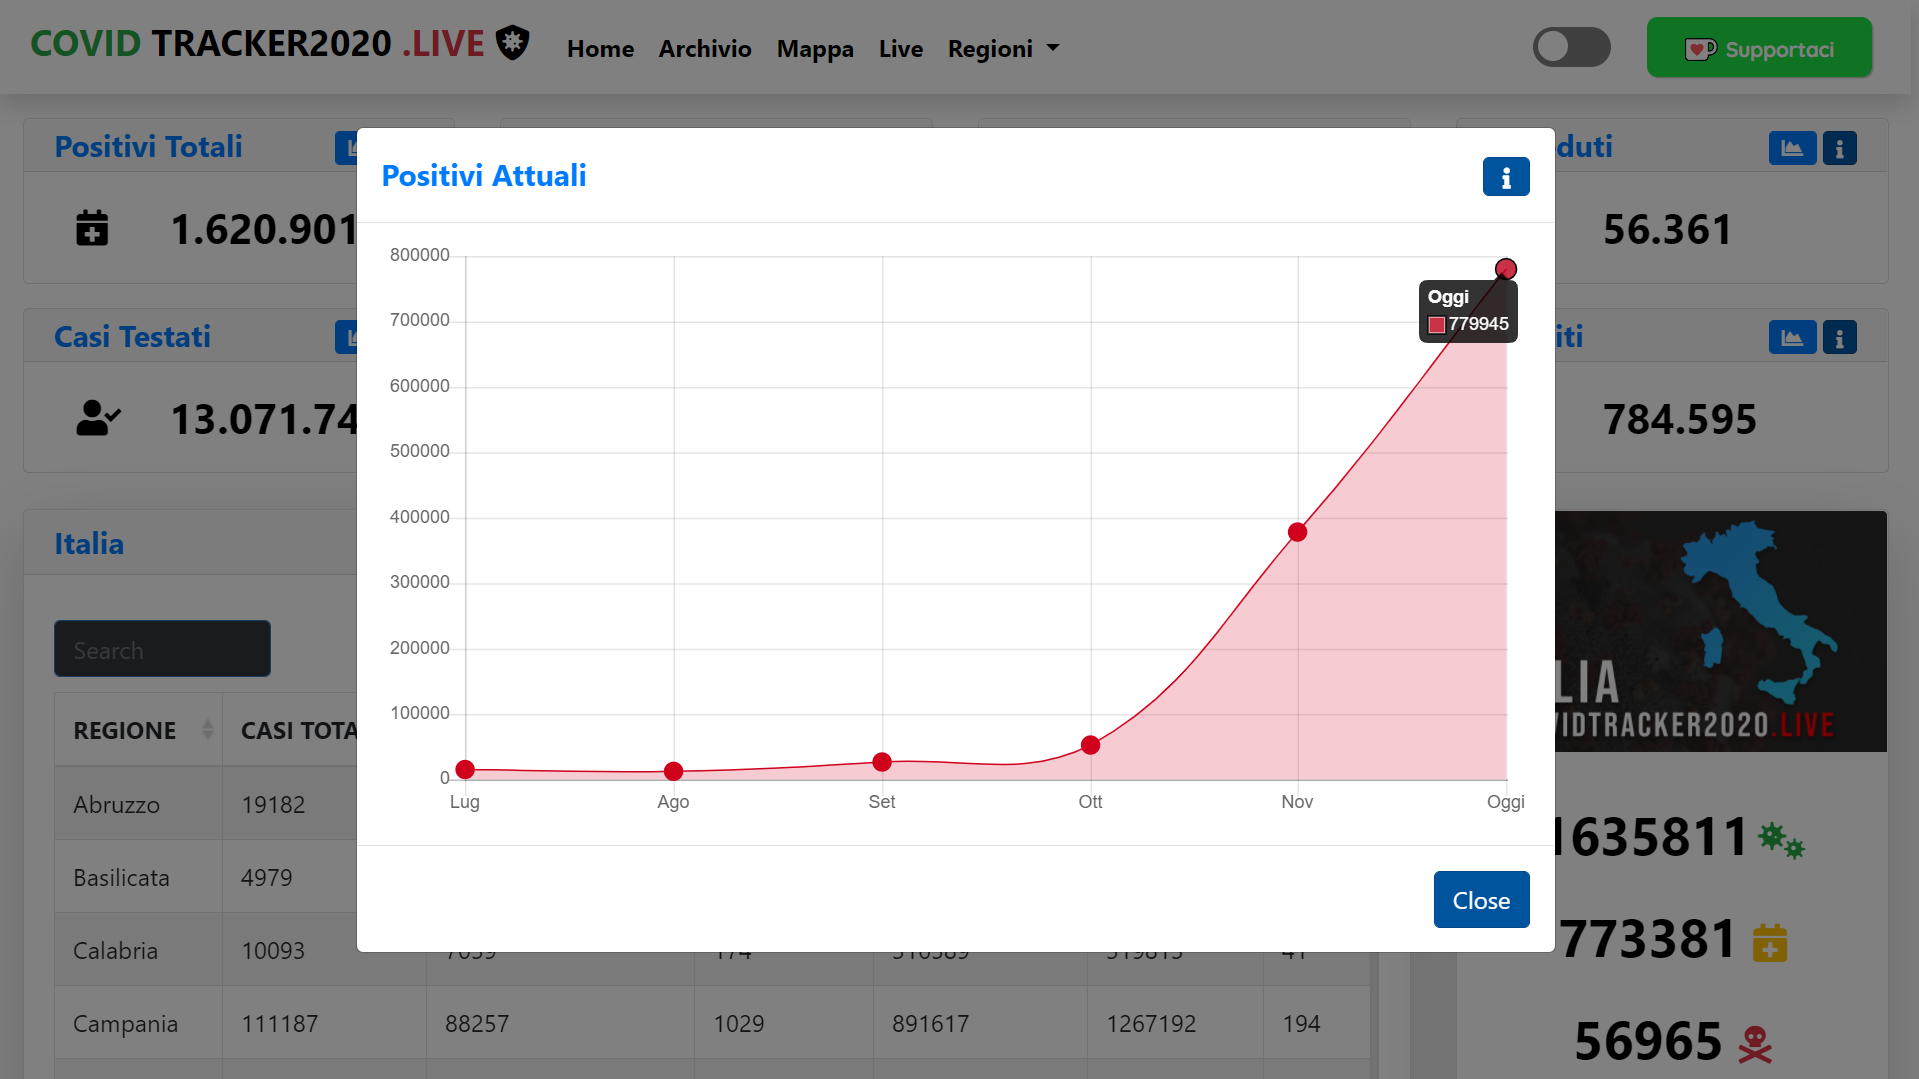 COVID TRACKER2020 .LIVE
Home Archivio Mappa Live Regioni
Supportaci
Positivi Totali
1.620.901
duti
56.361
Casi Testati
13.071.74
iti
784.595
Positivi Attuali
800000
700000
600000
500000
400000
300000
200000
100000
0
Lug Ago Set Ott Nov Oggi
Oggi
779945
Close
Italia
Search
REGIONE CASI TOTA
Abruzzo 19182
Basilicata 4979
Calabria 10093
Campania 111187 88257 1029 891617 1267192 194
LIA
VIDTRACKER2020.LIVE
1635811
773381
56965